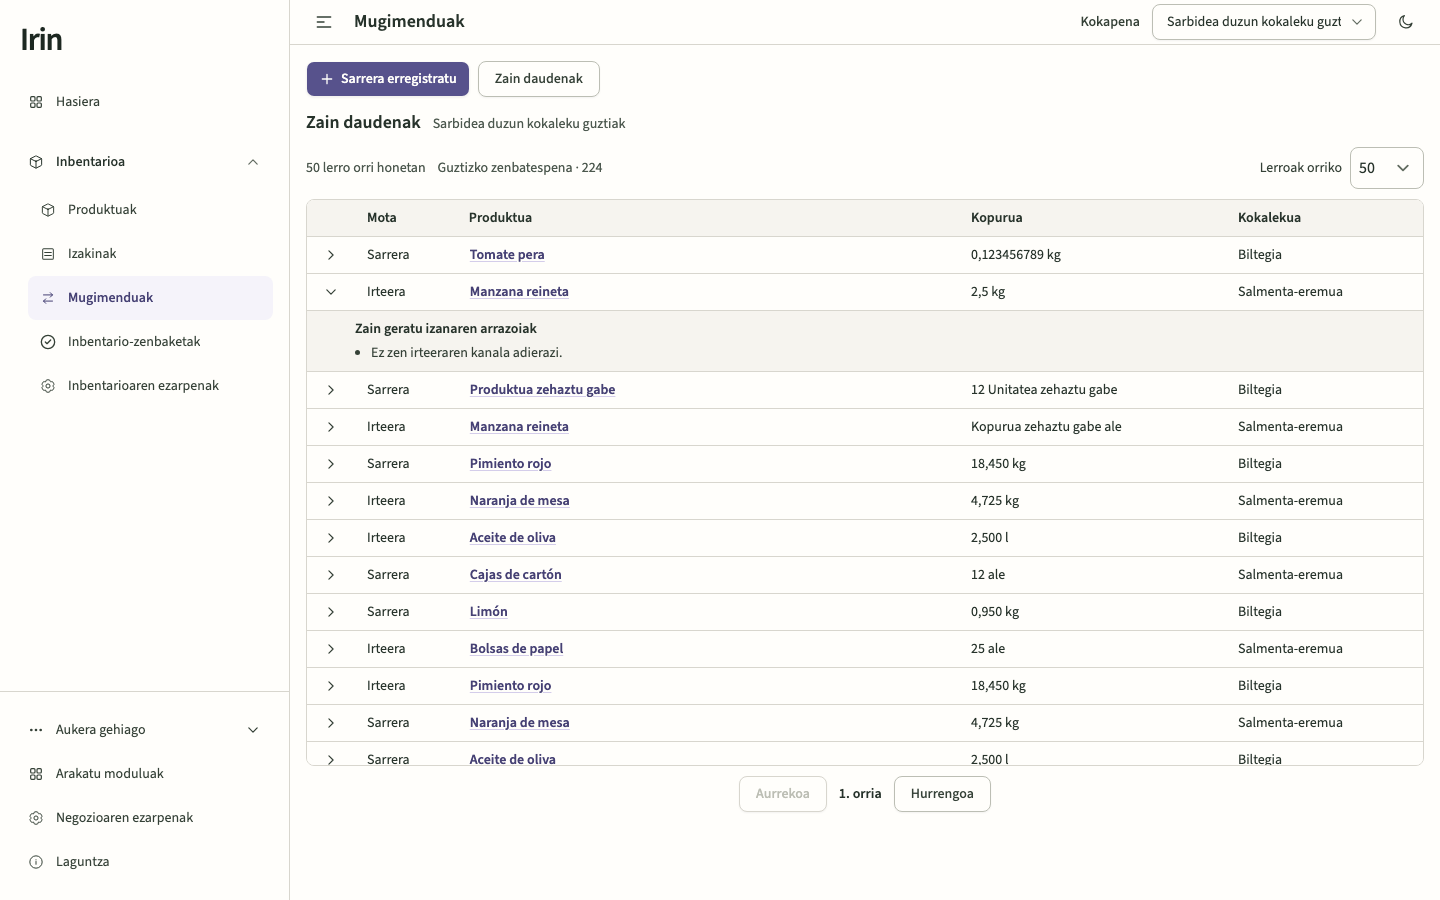 Irin
Hasiera
Inbentarioa
Produktuak
Izakinak
Mugimenduak
Inbentario-zenbaketak
Inbentarioaren ezarpenak
Aukera gehiago
Arakatu moduluak
Negozioaren ezarpenak
Laguntza
Mugimenduak
Kokapena Sarbidea duzun kokaleku guzt
Sarrera erregistratu Zain daudenak
Zain daudenak Sarbidea duzun kokaleku guztiak
50 lerro orri honetan Guztizko zenbatespena · 224 Lerroak orriko 50
Mota Produktua Kopurua Kokalekua
Sarrera Tomate pera 0,123456789 kg Biltegia
Irteera Manzana reineta 2,5 kg Salmenta-eremua
Zain geratu izanaren arrazoiak
• Ez zen irteeraren kanala adierazi.
Sarrera Produktua zehaztu gabe 12 Unitatea zehaztu gabe Biltegia
Irteera Manzana reineta Kopurua zehaztu gabe ale Salmenta-eremua
Sarrera Pimiento rojo 18,450 kg Biltegia
Irteera Naranja de mesa 4,725 kg Salmenta-eremua
Irteera Aceite de oliva 2,500 l Biltegia
Sarrera Cajas de cartón 12 ale Salmenta-eremua
Sarrera Limón 0,950 kg Biltegia
Irteera Bolsas de papel 25 ale Salmenta-eremua
Irteera Pimiento rojo 18,450 kg Biltegia
Sarrera Naranja de mesa 4,725 kg Salmenta-eremua
Sarrera Aceite de oliva 2,500 l Biltegia
Aurrekoa 1. orria Hurrengoa